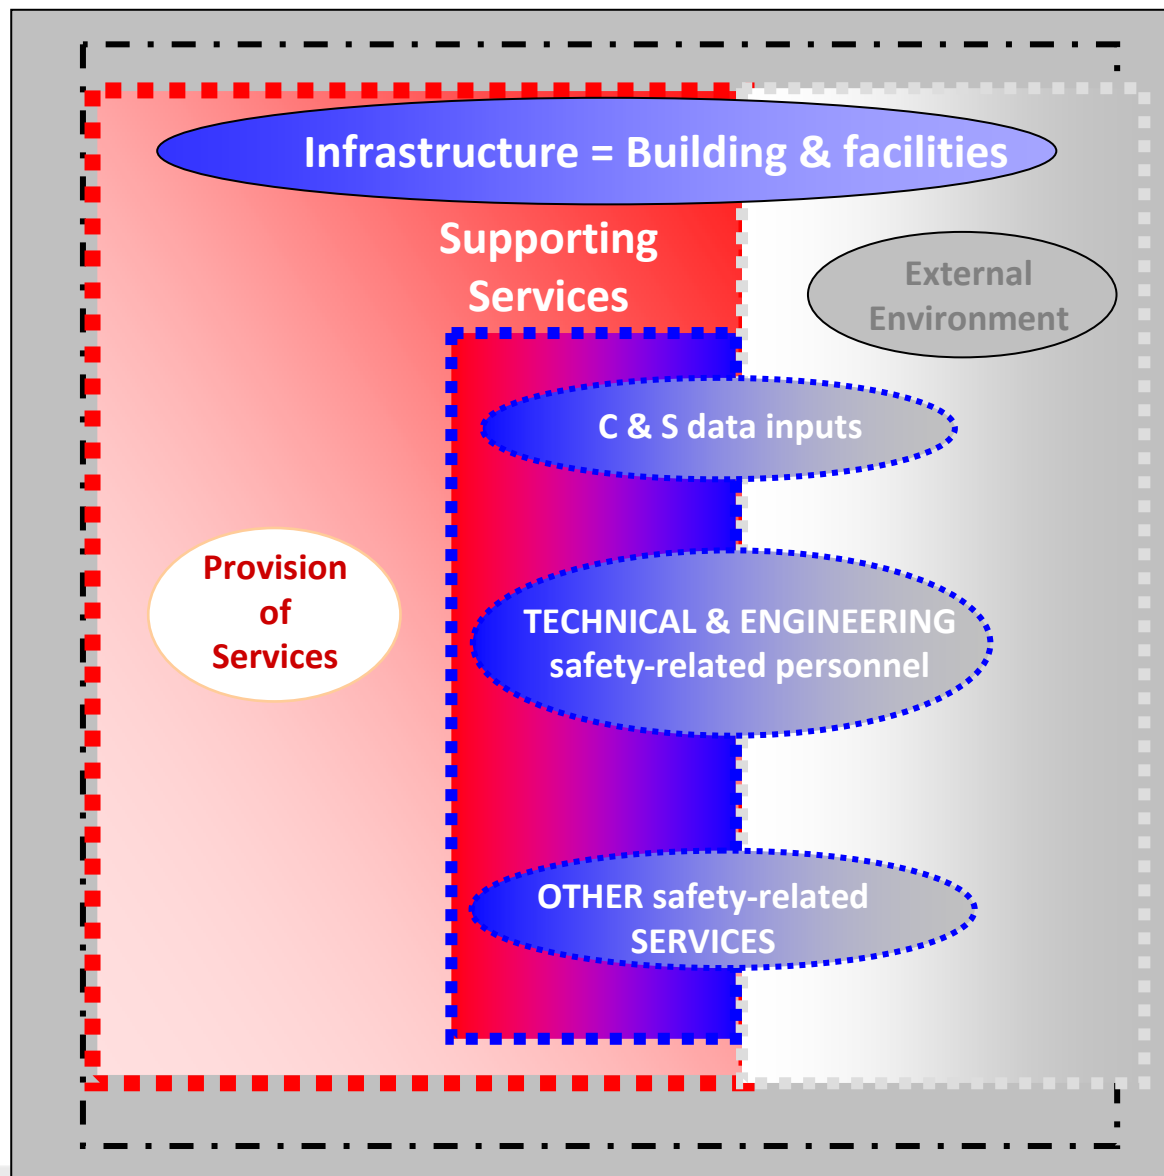 Infrastructure = Building & facilities
Supporting
Services
External
Environment
C & S data inputs
Provision
of
Services
TECHNICAL & ENGINEERING
safety-related personnel
OTHER safety-related
SERVICES